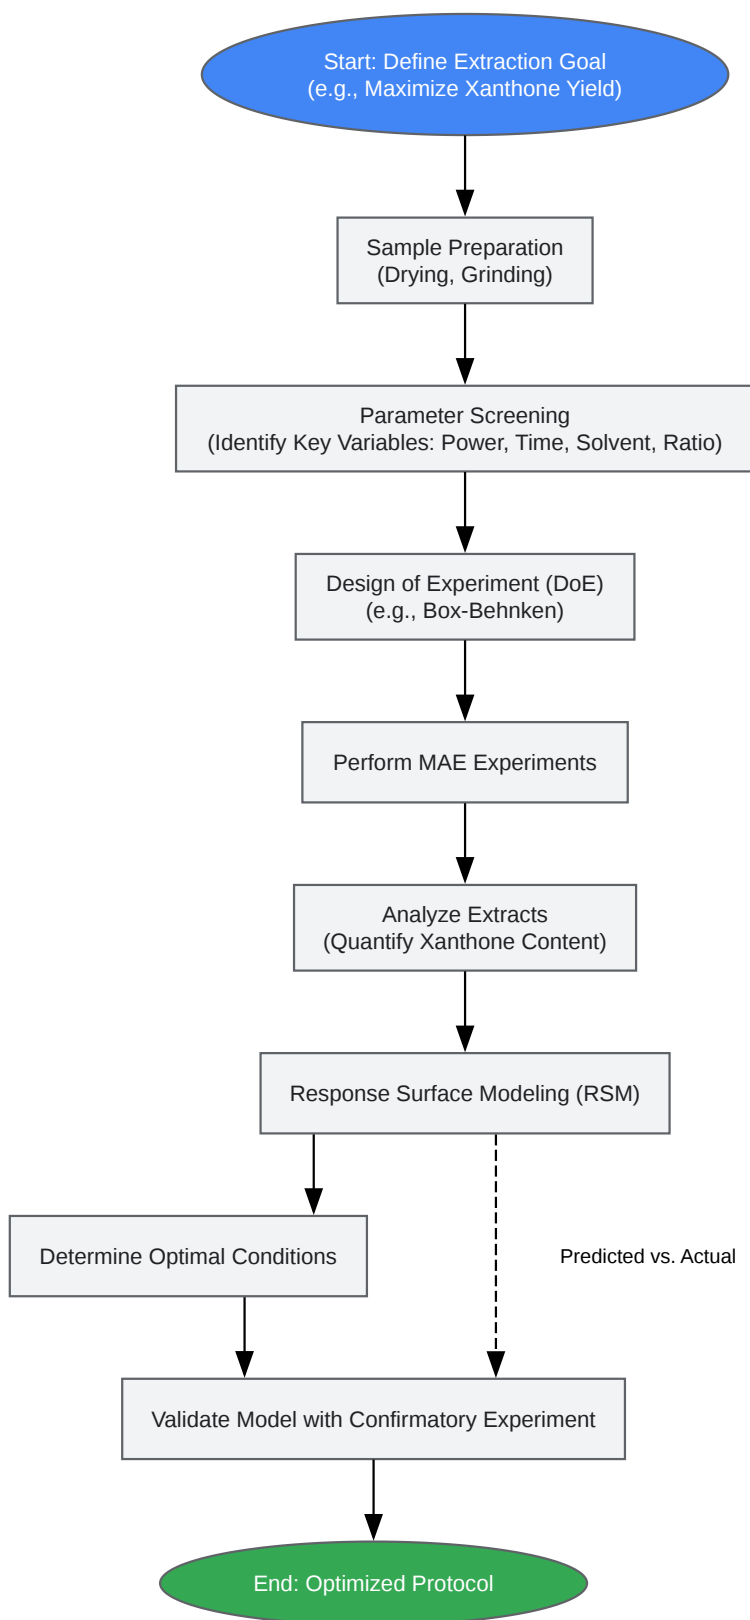 Start: Define Extraction Goal
(e.g., Maximize Xanthone Yield)
Sample Preparation
(Drying, Grinding)
Parameter Screening
(Identify Key Variables: Power, Time, Solvent, Ratio)
Design of Experiment (DoE)
(e.g., Box-Behnken)
Perform MAE Experiments
Analyze Extracts
(Quantify Xanthone Content)
Response Surface Modeling (RSM)
Determine Optimal Conditions
Predicted vs. Actual
Validate Model with Confirmatory Experiment
End: Optimized Protocol